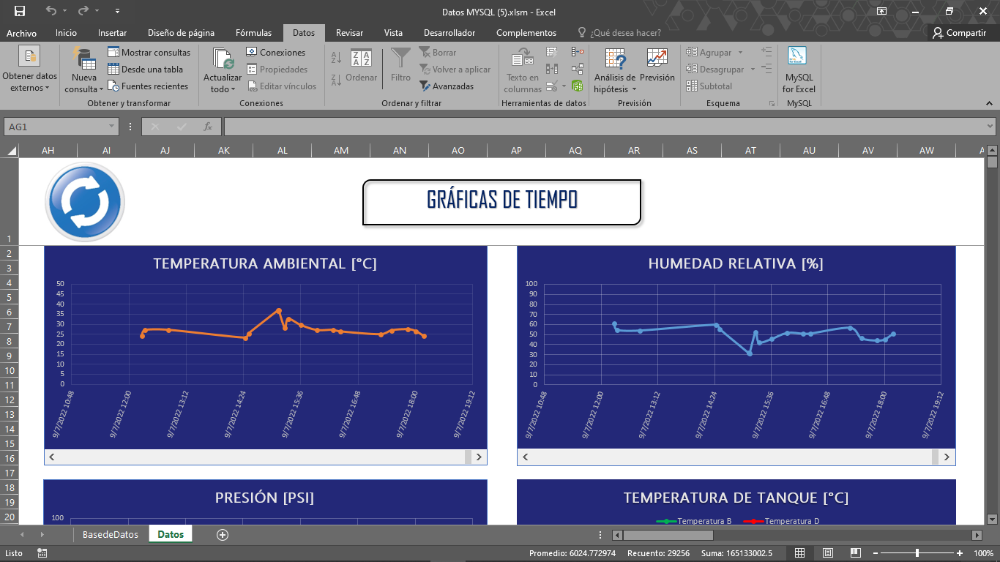 Datos MYSQL (5).xlsm - Excel
Archivo Inicio Insertar Diseño de página Fórmulas Datos Revisar Vista Desarrollador Complementos ¿Qué desea hacer? Compartir
Obtener datos externos
Nueva consulta
Mostrar consultas
Desde una tabla
Fuentes recientes
Obtener y transformar
Actualizar todo
Conexiones
Propiedades
Editar vínculos
Conexiones
Ordenar
Filtro
Borrar
Volver a aplicar
Avanzadas
Ordenar y filtrar
Texto en columnas
Herramientas de datos
Análisis de hipótesis
Previsión
Previsión
Agrupar
Desagrupar
Subtotal
Esquema
MySQL for Excel
MySQL
AG1 fx
AH AI AJ AK AL AM AN AO AP AQ AR AS AT AU AV AW
GRÁFICAS DE TIEMPO
1
2
3
4
5
6
7
8
9
10
11
12
13
14
15
16
17
18
19
20
TEMPERATURA AMBIENTAL [°C]
50
45
40
35
30
25
20
15
10
5
0
9/7/2022 10:48 9/7/2022 12:00 9/7/2022 13:12 9/7/2022 14:24 9/7/2022 15:36 9/7/2022 16:48 9/7/2022 18:00 9/7/2022 19:12
HUMEDAD RELATIVA [%]
100
90
80
70
60
50
40
30
20
10
0
9/7/2022 10:48 9/7/2022 12:00 9/7/2022 13:12 9/7/2022 14:24 9/7/2022 15:36 9/7/2022 16:48 9/7/2022 18:00 9/7/2022 19:12
PRESIÓN [PSI]
100
TEMPERATURA DE TANQUE [°C]
Temperatura B Temperatura D
BasedeDatos Datos
Listo Promedio: 6024.772974 Recuento: 29256 Suma: 165133002.5 100%